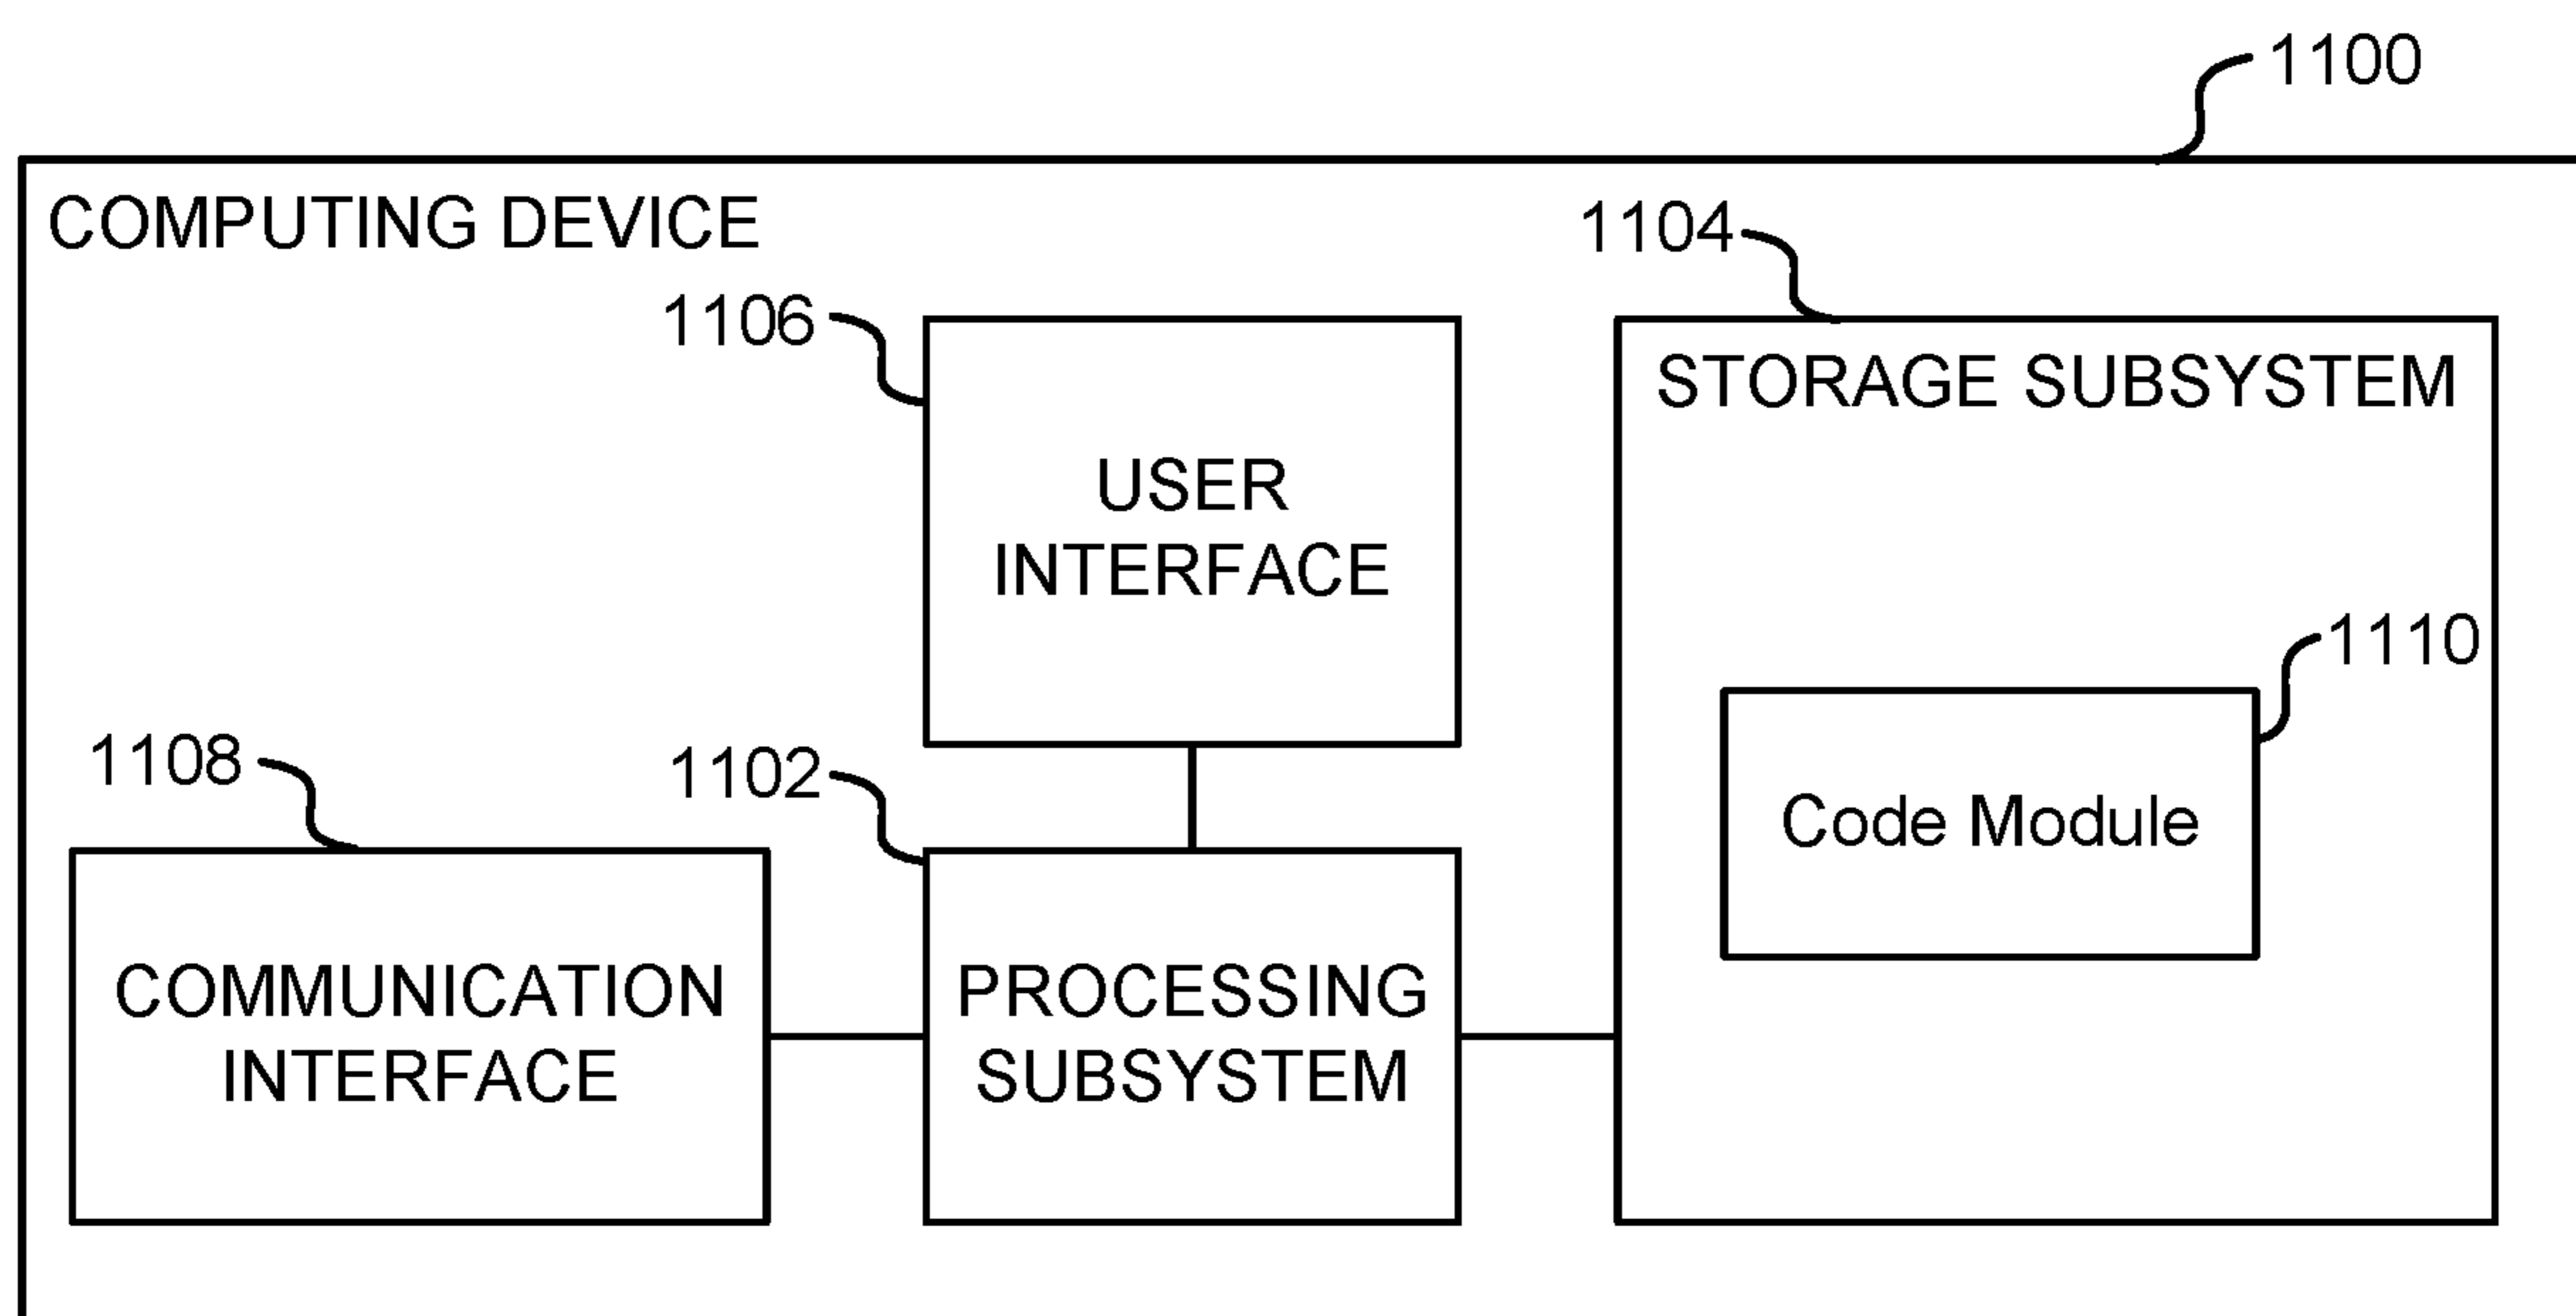 1100
COMPUTING DEVICE
1104
1106
STORAGE SUBSYSTEM
USER
INTERFACE
1110
1108
1102
Code Module
COMMUNICATION
INTERFACE
PROCESSING
SUBSYSTEM